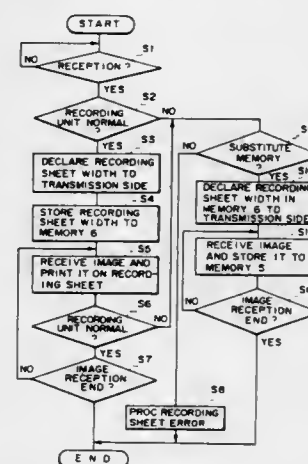 START
S1
NO
RECEPTION?
YES
S2
RECORDING
UNIT NORMAL
?
NO
YES
S3
DECLARE RECORDING
SHEET WIDTH TO
TRANSMISSION SIDE
S4
STORE RECORDING
SHEET WIDTH TO
MEMORY 6
S5
RECEIVE IMAGE AND
PRINT IT ON RECORD-
ING SHEET
S6
RECORDING
UNIT NORMAL
?
NO
YES
S7
IMAGE
RECEPTION
END?
NO
YES
SUBSTITUTE
MEMORY
?
NO
YES
DECLARE RECORDING
SHEET WIDTH IN
MEMORY 6 TO
TRANSMISSION SIDE
RECEIVE IMAGE
AND STORE IT TO
MEMORY 5
IMAGE
RECEPTION
END?
NO
YES
S8
PROC RECORDING
SHEET ERROR
END